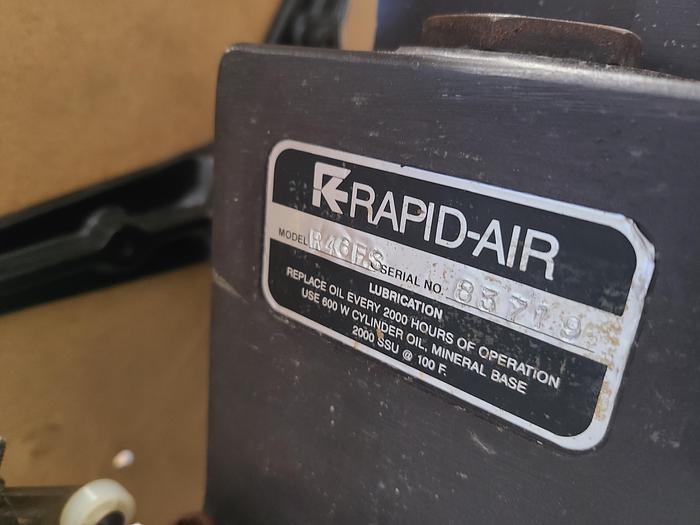 RAPID-AIR
MODEL R46FS SERIAL NO. 83719
LUBRICATION
REPLACE OIL EVERY 2000 HOURS OF OPERATION
USE 600 W CYLINDER OIL, MINERAL BASE
2000 SSU @ 100 F.